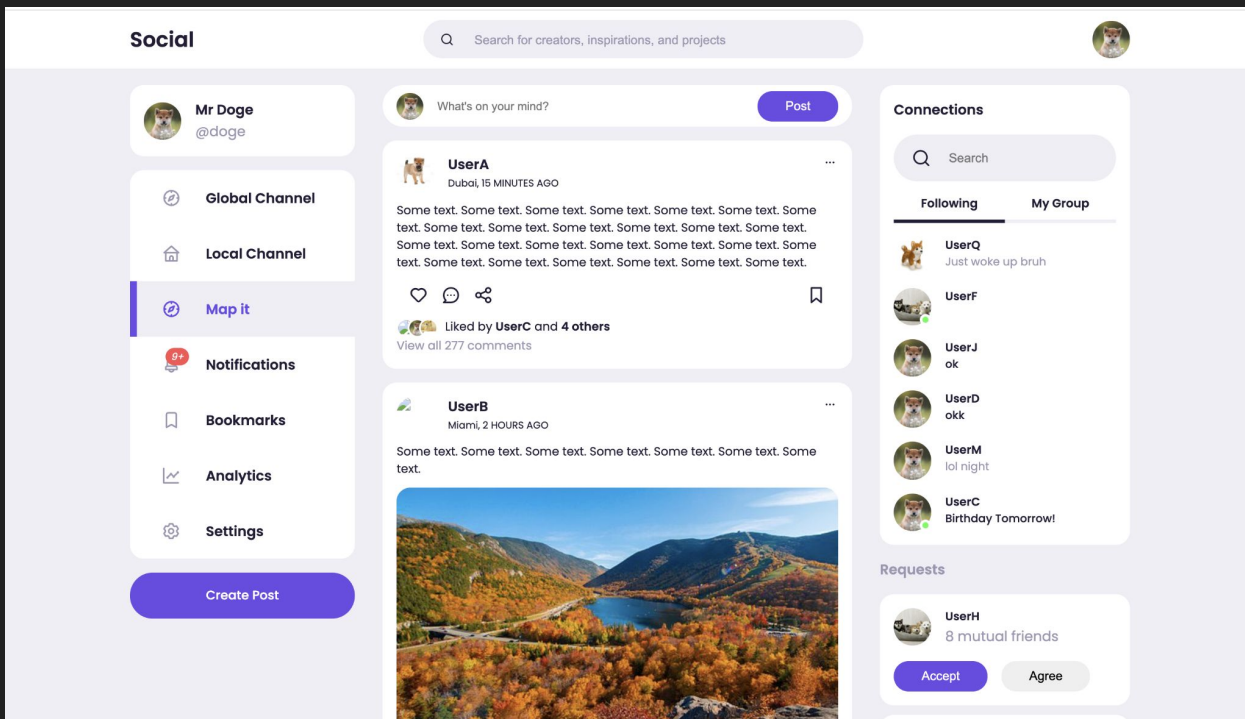 Social
Search for creators, inspirations, and projects
Mr Doge
@doge
Global Channel
Local Channel
Map it
9+
Notifications
Bookmarks
Analytics
Settings
Create Post
What's on your mind?
Post
UserA
...
Dubai, 15 MINUTES AGO
Some text. Some text. Some text. Some text. Some text. Some text. Some
text. Some text. Some text. Some text. Some text. Some text. Some text.
Some text. Some text. Some text. Some text. Some text. Some text. Some
text. Some text. Some text. Some text. Some text. Some text. Some text.
Liked by UserC and 4 others
View all 277 comments
UserB
...
Miami, 2 HOURS AGO
Some text. Some text. Some text. Some text. Some text. Some text. Some
text.
Connections
Search
Following My Group
UserQ
Just woke up bruh
UserF
UserJ
ok
UserD
okk
UserM
lol night
UserC
Birthday Tomorrow!
Requests
UserH
8 mutual friends
Accept Agree